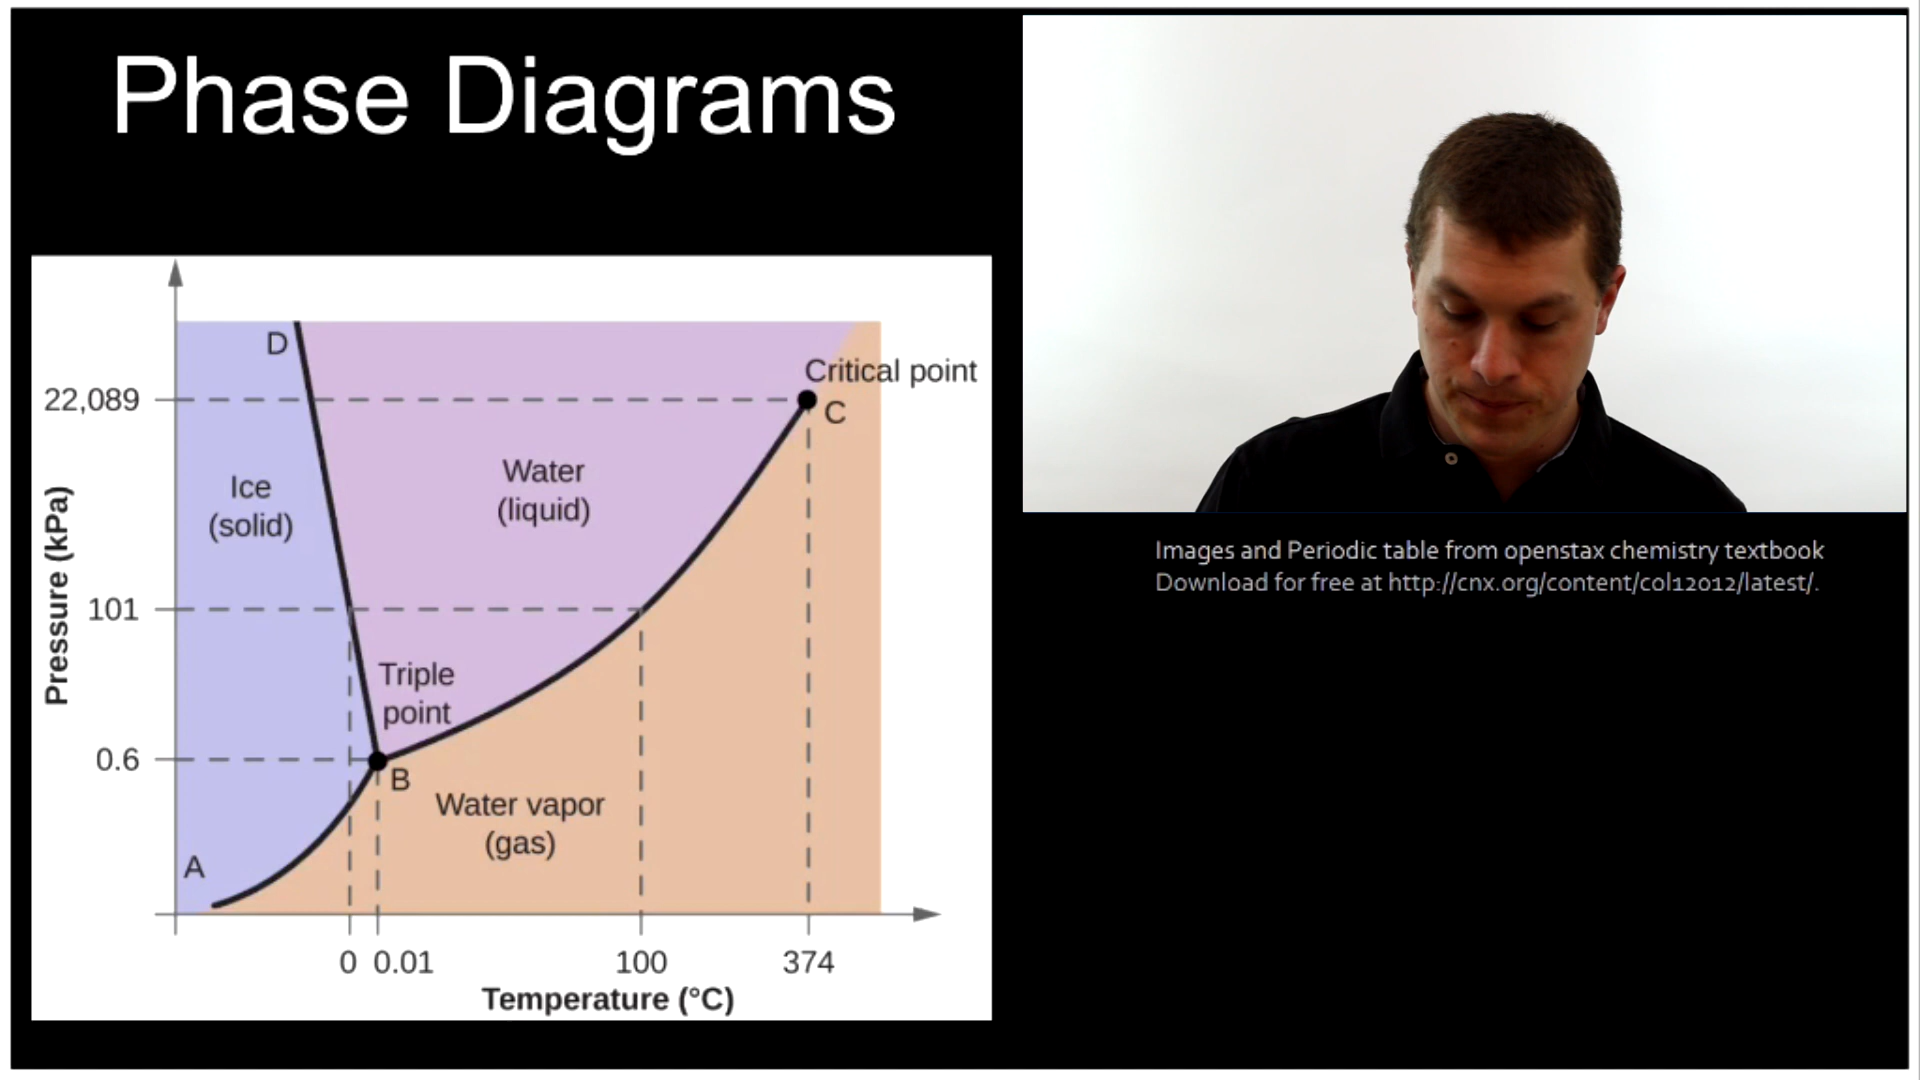 Phase Diagrams
D
Critical point
22,089
C
Water
(liquid)
Ice
(solid)
Pressure (kPa)
101
Triple
point
0.6
B
Water vapor
(gas)
A
0 0.01 100 374
Temperature (°C)
Images and Periodic table from openstax chemistry textbook
Download for free at http://cnx.org/content/col12012/latest/.